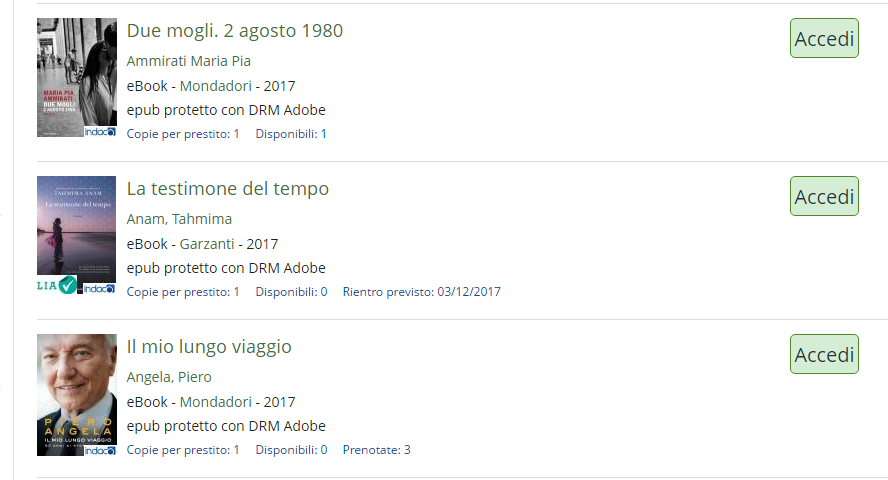 Due mogli. 2 agosto 1980
Accedi
Ammirati Maria Pia
eBook - Mondadori - 2017
epub protetto con DRM Adobe
Copie per prestito: 1 Disponibili: 1
MARIA PIA
AMMIRATI
DUE MOGLI
2 AGOSTO 1980
indaco
La testimone del tempo
Accedi
Anam, Tahmima
eBook - Garzanti - 2017
epub protetto con DRM Adobe
Copie per prestito: 1 Disponibili: 0 Rientro previsto: 03/12/2017
TAHMIMA ANAM
La testimone del tempo
LIA
indaco
Il mio lungo viaggio
Accedi
Angela, Piero
eBook - Mondadori - 2017
epub protetto con DRM Adobe
Copie per prestito: 1 Disponibili: 0 Prenotate: 3
PIERO
ANGELA
IL MIO LUNGO VIAGGIO
indaco